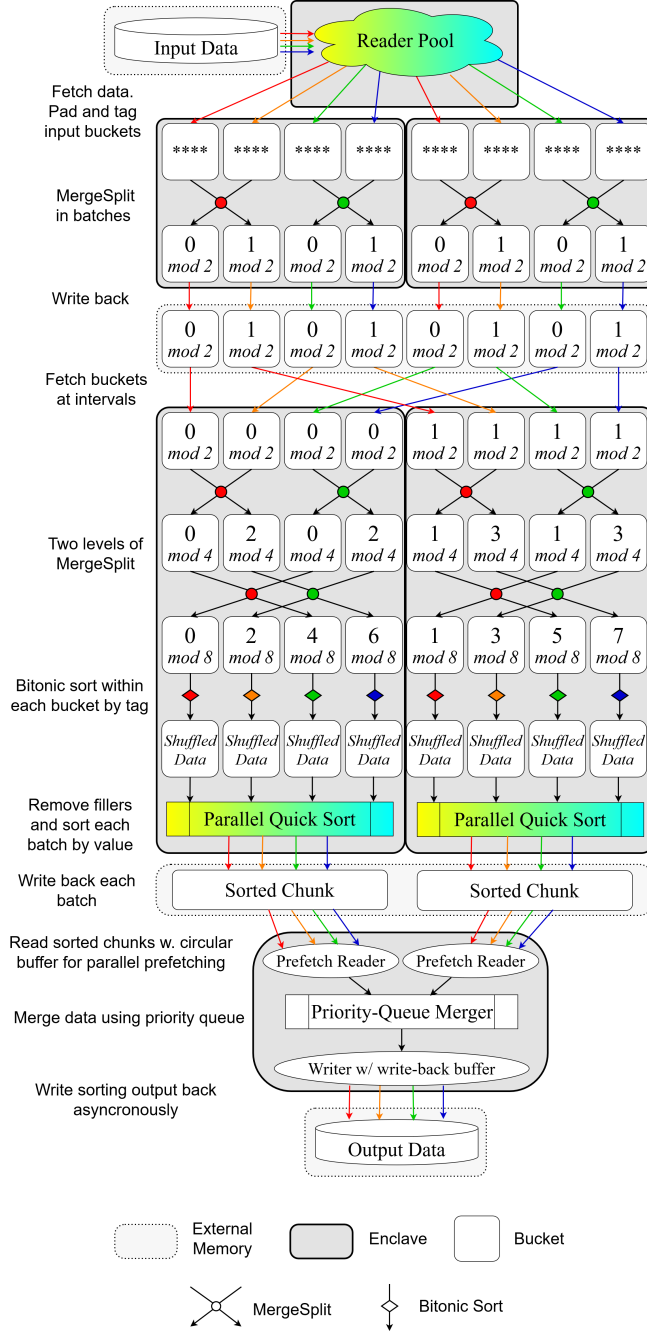 Input Data
Reader Pool
Fetch data.
Pad and tag
input buckets
**** **** **** **** **** **** **** ****
MergeSplit
in batches
0 1 0 1 0 1 0 1
mod 2 mod 2 mod 2 mod 2 mod 2 mod 2 mod 2 mod 2
Write back
0 1 0 1 0 1 0 1
mod 2 mod 2 mod 2 mod 2 mod 2 mod 2 mod 2 mod 2
Fetch buckets
at intervals
0 0 0 0 1 1 1 1
mod 2 mod 2 mod 2 mod 2 mod 2 mod 2 mod 2 mod 2
Two levels of
MergeSplit
0 2 0 2 1 3 1 3
mod 4 mod 4 mod 4 mod 4 mod 4 mod 4 mod 4 mod 4
0 2 4 6 1 3 5 7
mod 8 mod 8 mod 8 mod 8 mod 8 mod 8 mod 8 mod 8
Bitonic sort within
each bucket by tag
Shuffled Shuffled Shuffled Shuffled Shuffled Shuffled Shuffled Shuffled
Data Data Data Data Data Data Data Data
Remove fillers
and sort each
batch by value
Parallel Quick Sort
Parallel Quick Sort
Write back each
batch
Sorted Chunk
Sorted Chunk
Read sorted chunks w. circular
buffer for parallel prefetching
Prefetch Reader
Prefetch Reader
Merge data using priority queue
Priority-Queue Merger
Writer w/ write-back buffer
Write sorting output back
asyncronously
Output Data
External
Memory
Enclave
Bucket
MergeSplit
Bitonic Sort